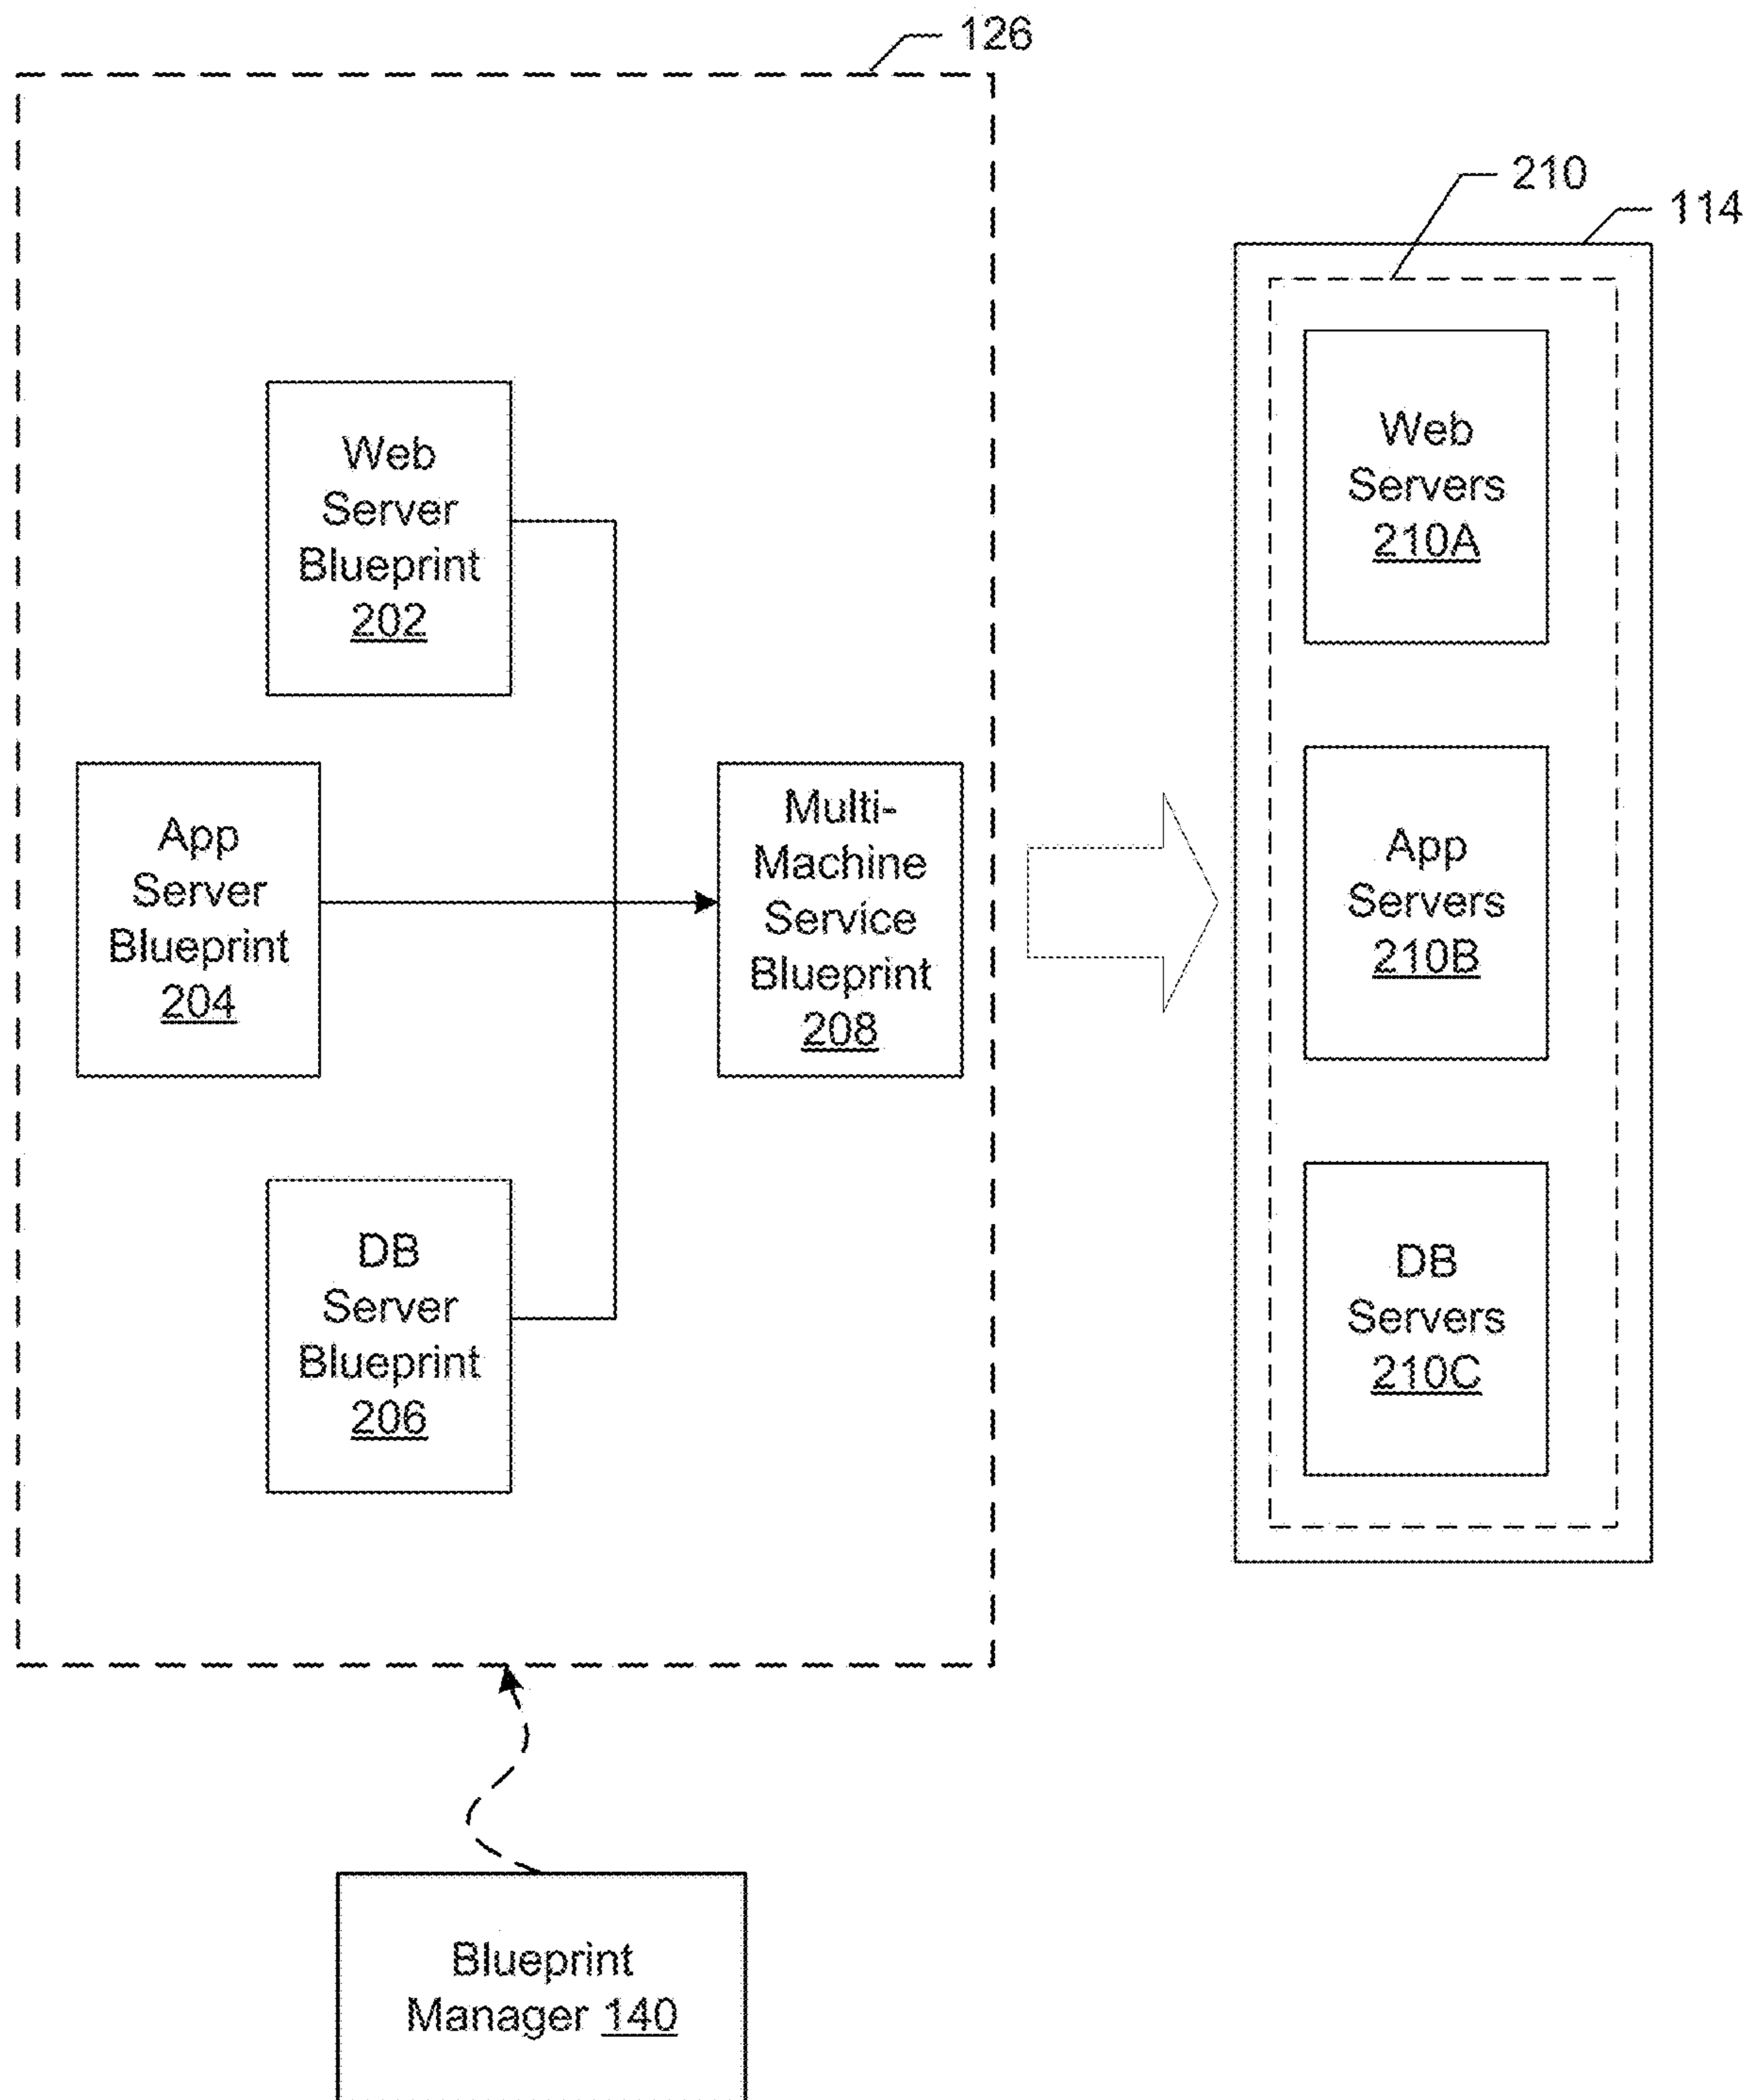 126
210
114
Web
Server
Blueprint
202
App
Server
Blueprint
204
DB
Server
Blueprint
206
Multi-
Machine
Service
Blueprint
208
Web
Servers
210A
App
Servers
210B
DB
Servers
210C
Blueprint
Manager 140